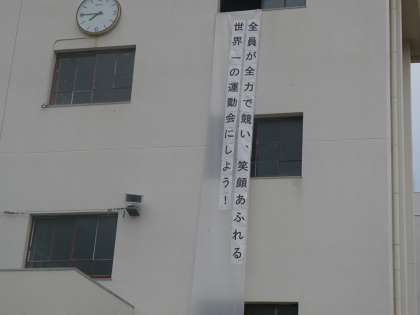 全員が全力で競い、笑顔あふれる
世界一の運動会にしよう!